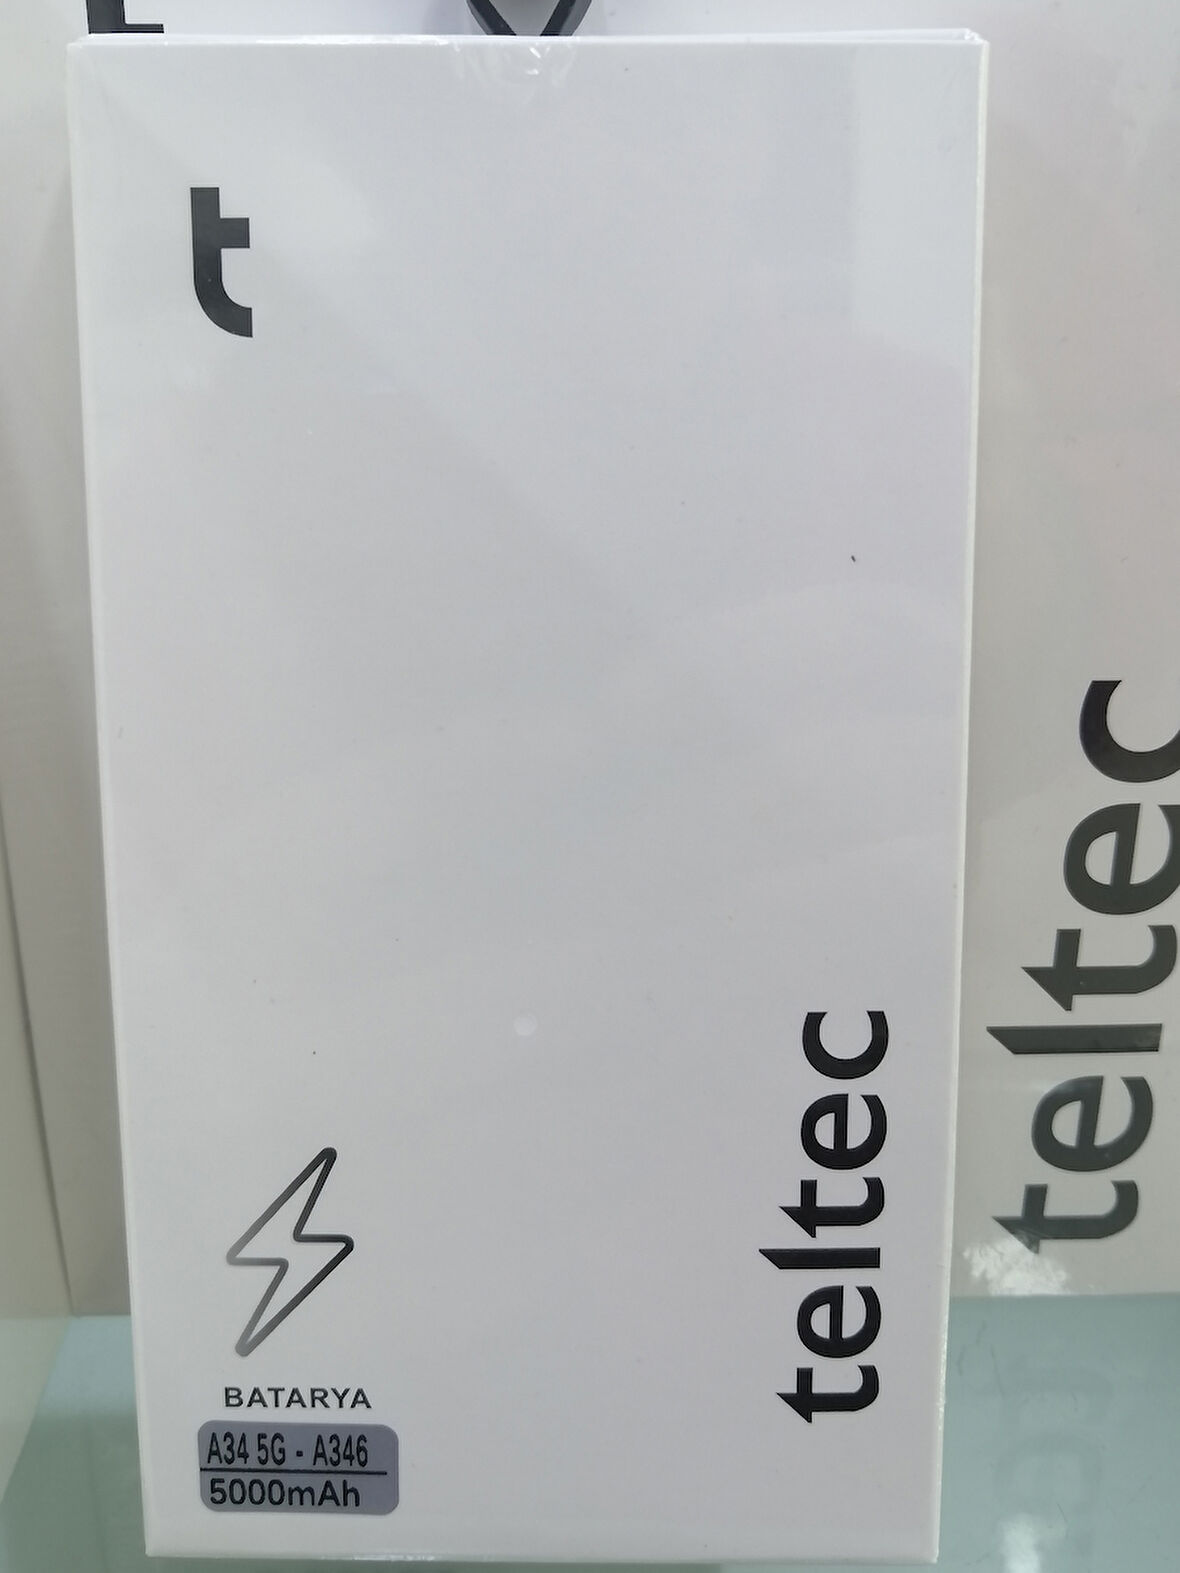 t
teltec
BATARYA
A34 5G - A346
5000mAh
teltec